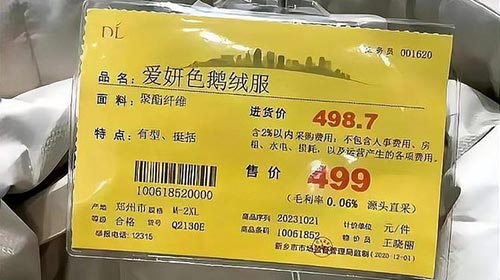 DL
业务员 001620
品名 爱妍色鹅绒服
面料: 聚酯纤维
进货价 498.7
特点: 有型、挺括
含2%以内采购费用,不包含人事费用、房
租、水电、损耗,以及运营产生的各项费用。
售价 499
100618520000
(毛利率 0.06% 源头直采)
产地 郑州市 规格 M-2XL
商品序列 20231021
计价单位 元/件
等级 合格 货号 Q2130E
商品编码 10061852
物价员 王晓丽
举报电话: 12315
新乡市市场监督管理局监制 (2020-12-01)